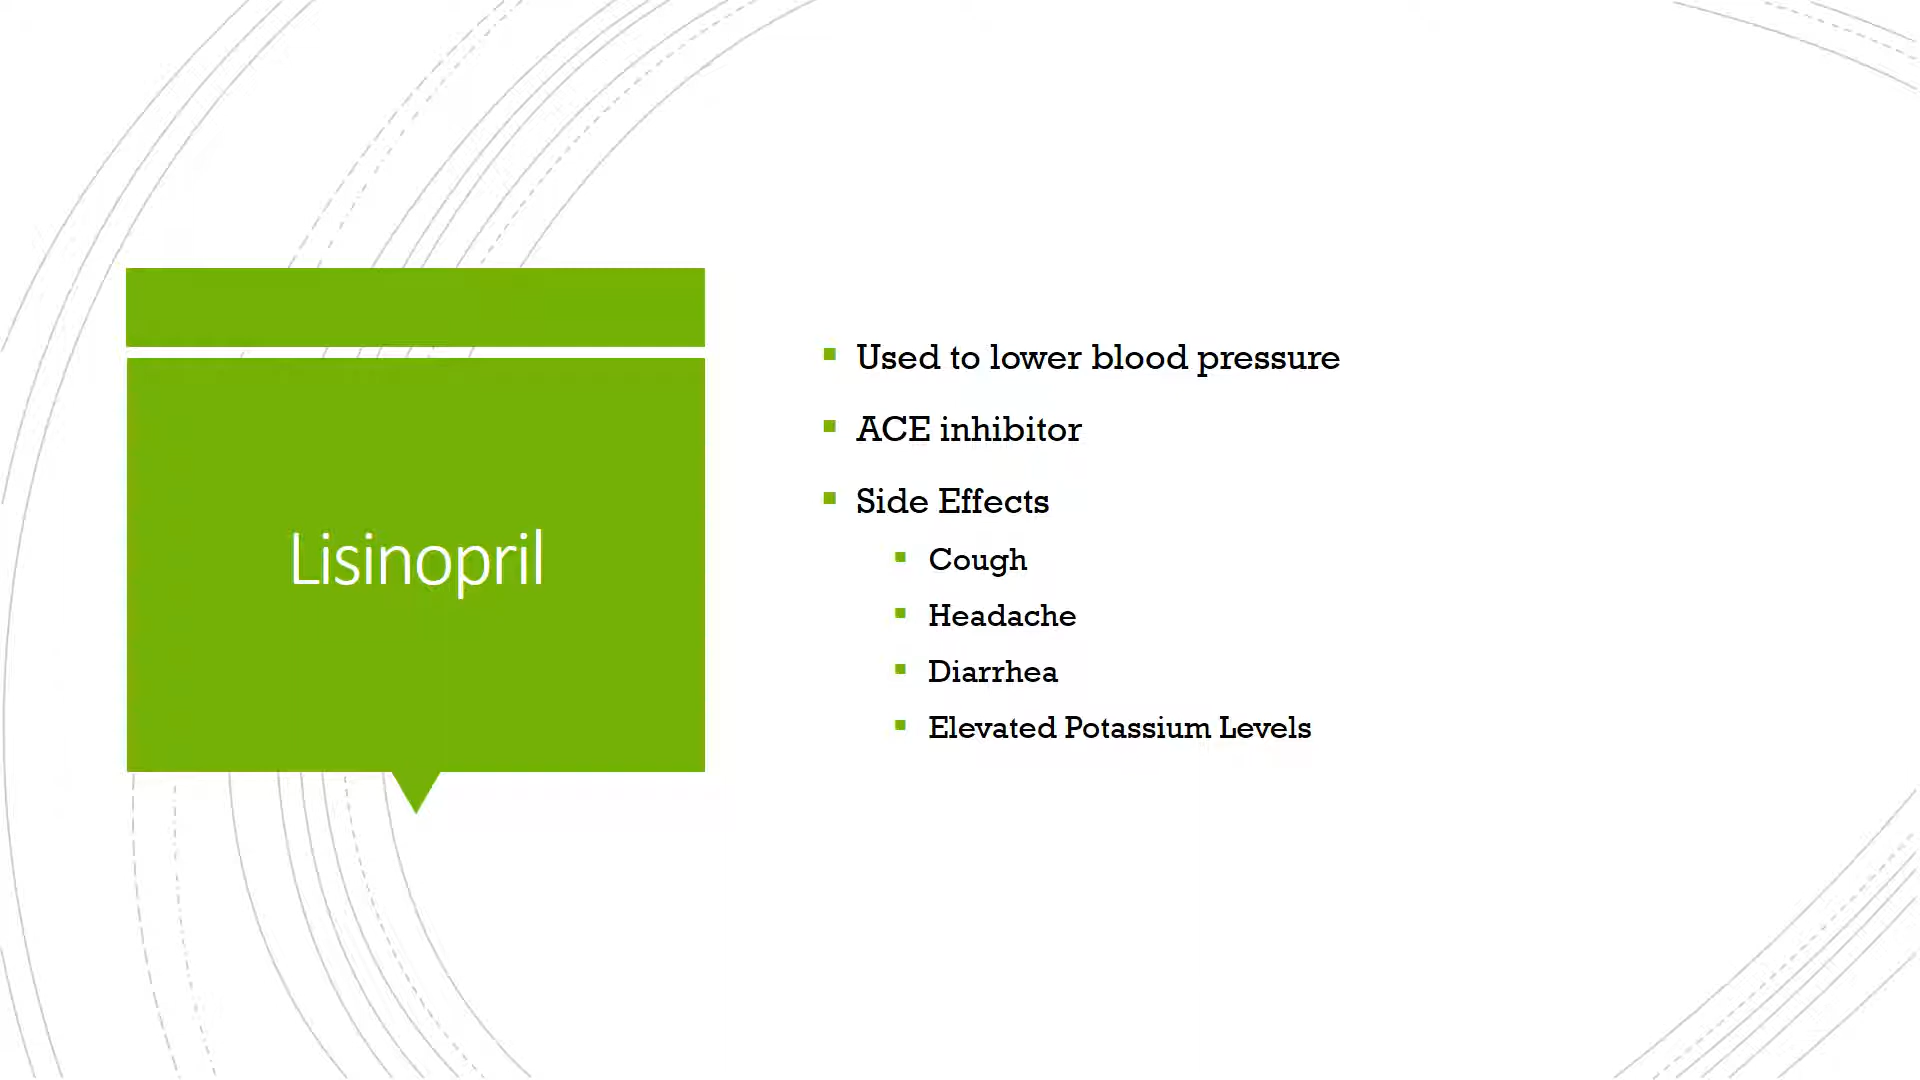 Lisinopril
Used to lower blood pressure
ACE inhibitor
Side Effects
Cough
Headache
Diarrhea
Elevated Potassium Levels